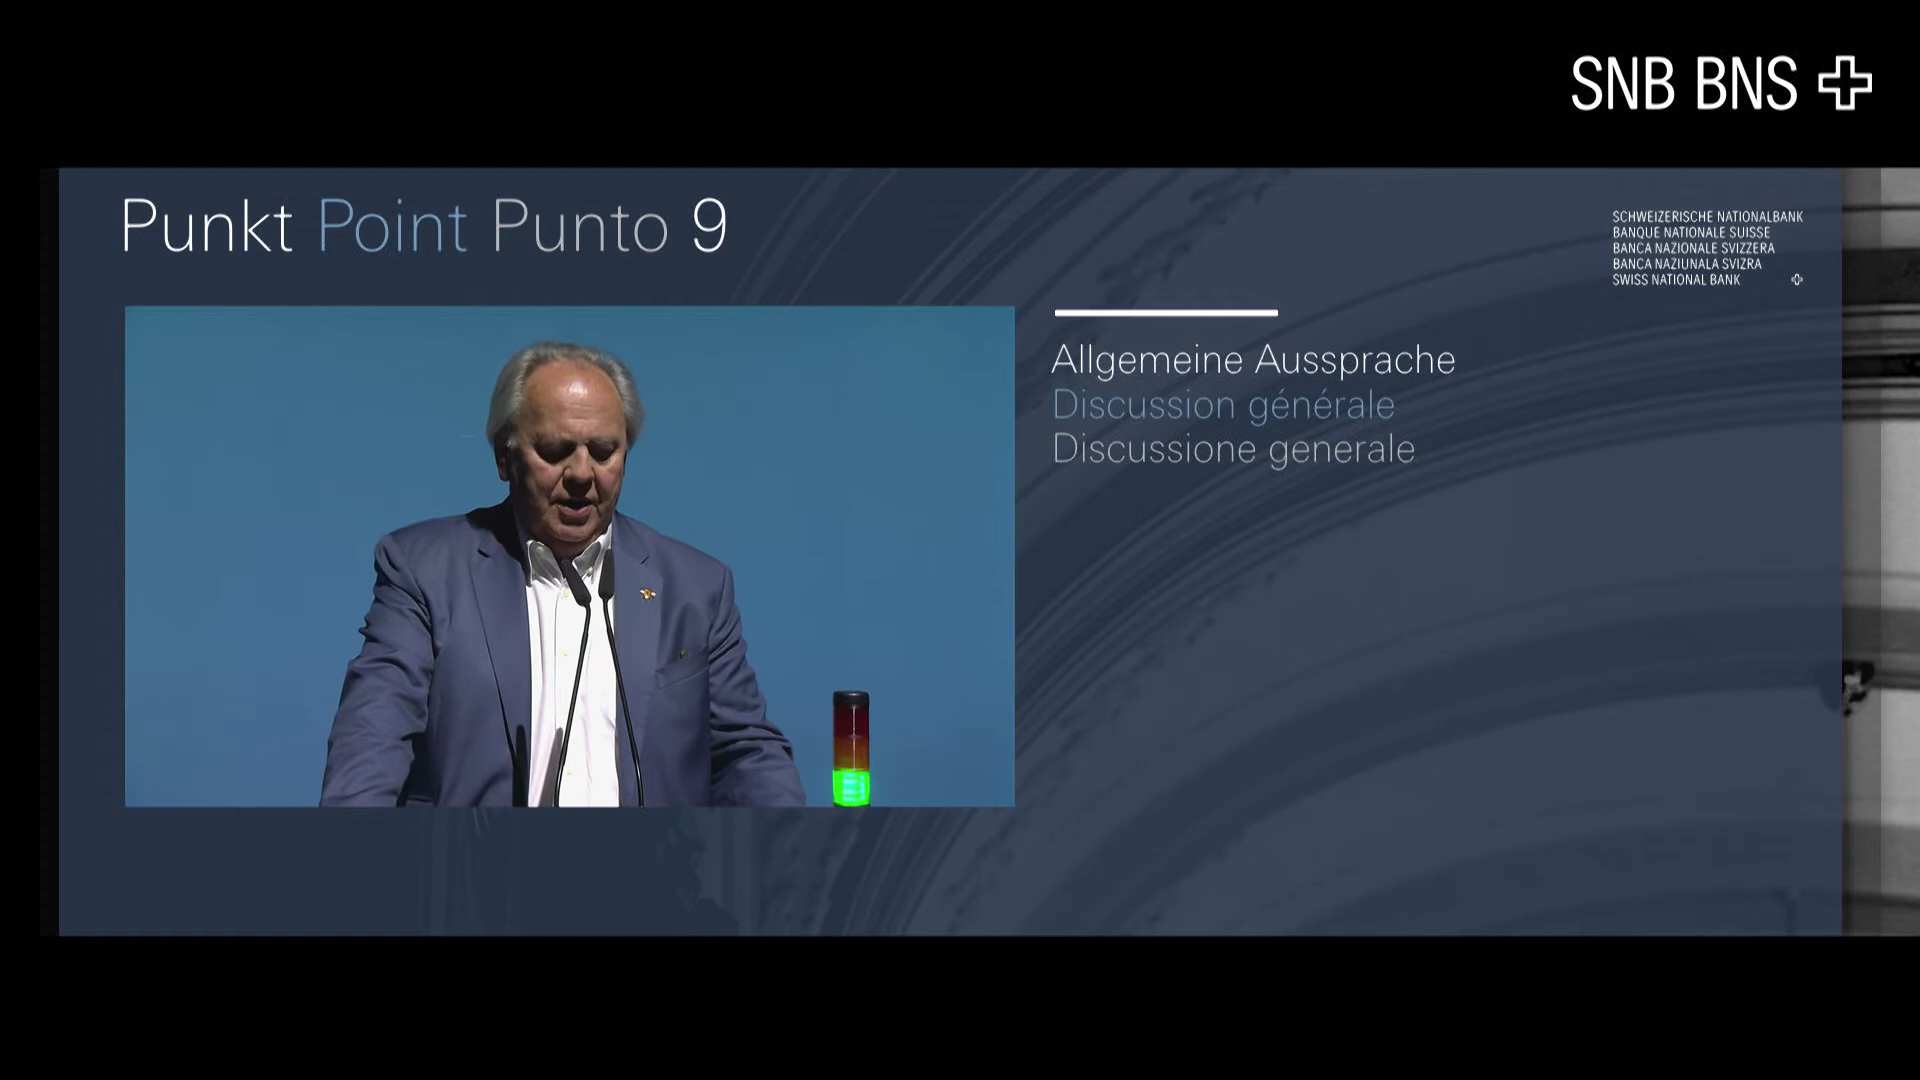 SNB BNS
Punkt Point Punto 9
SCHWEIZERISCHE NATIONALBANK
BANQUE NATIONALE SUISSE
BANCA NAZIONALE SVIZZERA
BANCA NAZIUNALA SVIZRA
SWISS NATIONAL BANK
Allgemeine Aussprache
Discussion générale
Discussione generale